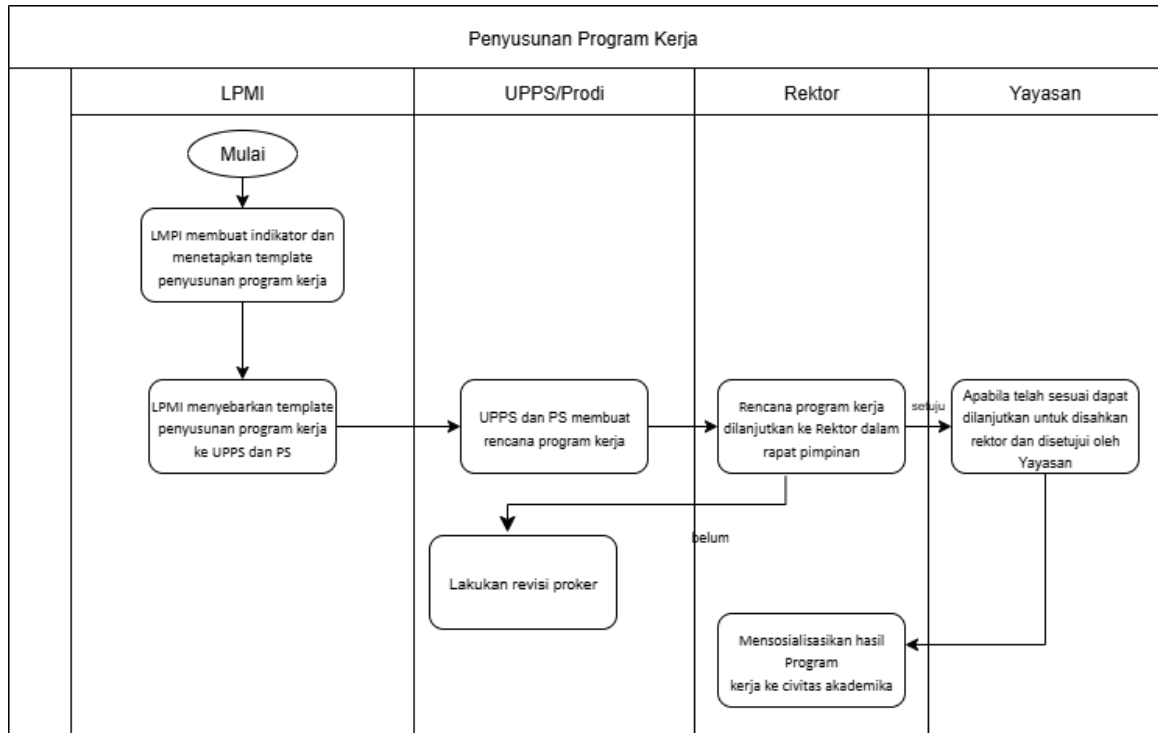 Penyusunan Program Kerja
LPMI
UPPS/Prodi
Rektor
Yayasan
Mulai
LMPI membuat indikator dan
menetapkan template
penyusunan program kerja
LPMI menyebarkan template
penyusunan program kerja
ke UPPS dan PS
UPPS dan PS membuat
rencana program kerja
Rencana program kerja
dilanjutkan ke Rektor dalam
rapat pimpinan
setuju
Apabila telah sesuai dapat
dilanjutkan untuk disahkan
rektor dan disetujui oleh
Yayasan
belum
Lakukan revisi proker
Mensosialisasikan hasil
Program
kerja ke civitas akademika